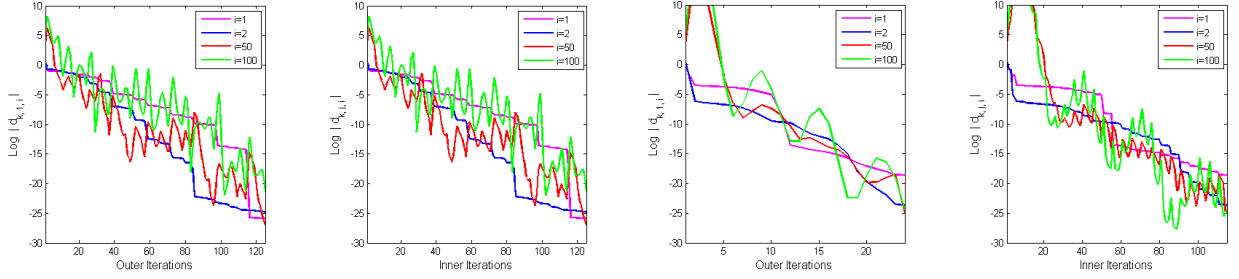 10
5
0
-5
-10
-15
-20
-25
-30
Log | d_{k,1,i} |
20 40 60 80 100 120
Outer Iterations
i=1
i=2
i=50
i=100
10
5
0
-5
-10
-15
-20
-25
-30
Log | d_{k,i,i} |
20 40 60 80 100 120
Inner Iterations
i=1
i=2
i=50
i=100
10
5
0
-5
-10
-15
-20
-25
-30
Log | d_{k,1,i} |
5 10 15 20
Outer Iterations
i=1
i=2
i=50
i=100
10
5
0
-5
-10
-15
-20
-25
-30
Log | d_{k,i,i} |
20 40 60 80 100
Inner Iterations
i=1
i=2
i=50
i=100